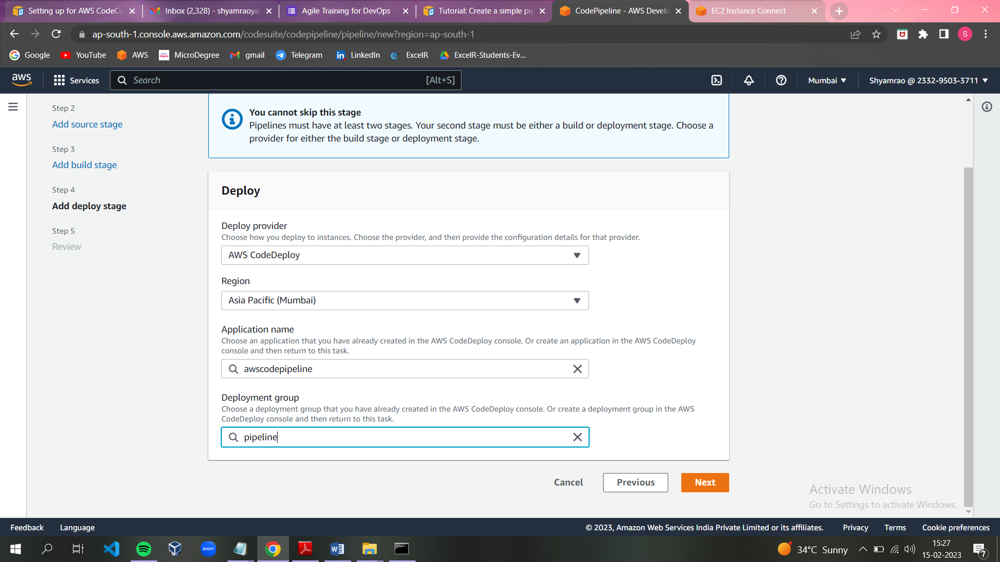 Setting up for AWS CodeCo
Inbox (2,328) - shyamraoyal
Agile Training for DevOps
Tutorial: Create a simple pip
CodePipeline - AWS Develo
EC2 Instance Connect
ap-south-1.console.aws.amazon.com/codesuite/codepipeline/pipeline/new?region=ap-south-1
S
Google
YouTube
AWS
MicroDegree
gmail
Telegram
LinkedIn
ExcelR
ExcelR-Students-Ev...
aws
Services
Search
[Alt+S]
Mumbai
Shyamrao @ 2332-9503-3711
Step 2
Add source stage
Step 3
Add build stage
Step 4
Add deploy stage
Step 5
Review
You cannot skip this stage
Pipelines must have at least two stages. Your second stage must be either a build or deployment stage. Choose a
provider for either the build stage or deployment stage.
Deploy
Deploy provider
Choose how you deploy to instances. Choose the provider, and then provide the configuration details for that provider.
AWS CodeDeploy
Region
Asia Pacific (Mumbai)
Application name
Choose an application that you have already created in the AWS CodeDeploy console. Or create an application in the AWS CodeDeploy
console and then return to this task.
awscodepipeline
Deployment group
Choose a deployment group that you have already created in the AWS CodeDeploy console. Or create a deployment group in the AWS
CodeDeploy console and then return to this task.
pipeline
Cancel
Previous
Next
Activate Windows
Go to Settings to activate Windows.
Feedback
Language
© 2023, Amazon Web Services India Private Limited or its affiliates.
Privacy
Terms
Cookie preferences
zoom
34°C Sunny
15:27
15-02-2023
7